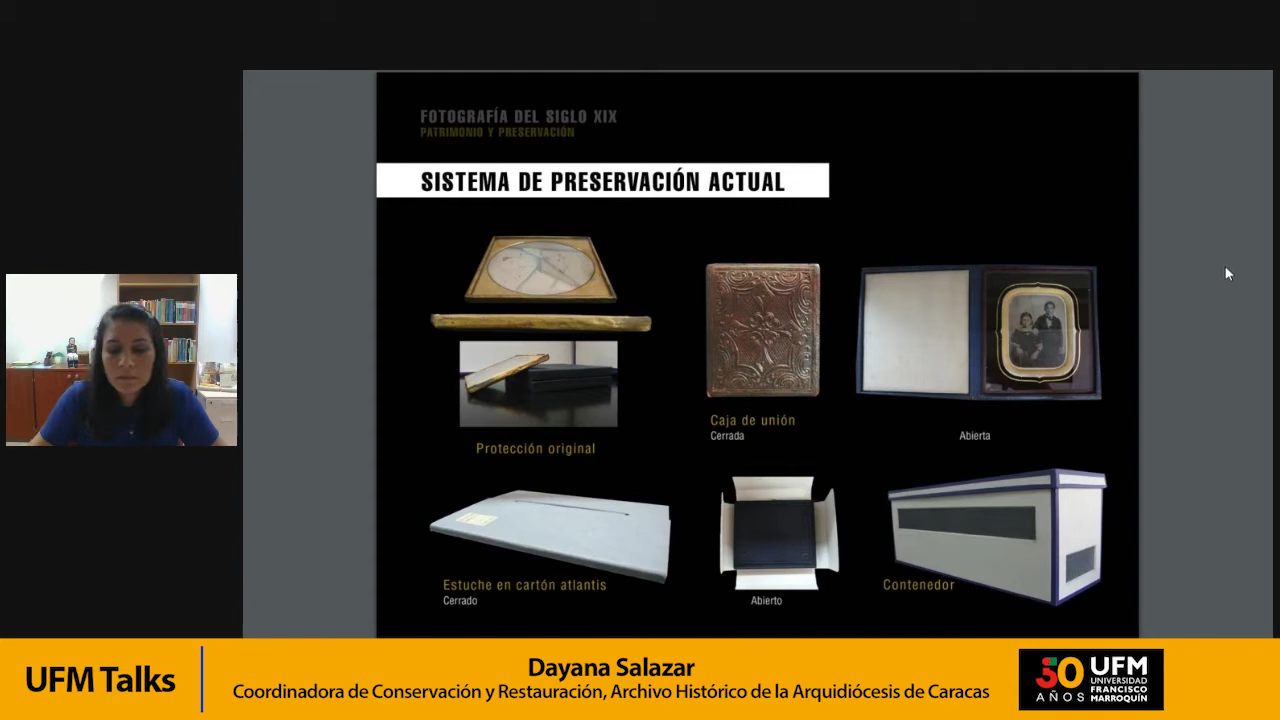 FOTOGRAFÍA DEL SIGLO XIX
PATRIMONIO Y PRESERVACIÓN
SISTEMA DE PRESERVACIÓN ACTUAL
Protección original
Caja de unión
Cerrada
Abierta
Estuche en cartón atlantis
Cerrado
Abierto
Contenedor
UFM Talks
Dayana Salazar
Coordinadora de Conservación y Restauración, Archivo Histórico de la Arquidiócesis de Caracas
50
AÑOS
UFM
UNIVERSIDAD
FRANCISCO
MARROQUÍN